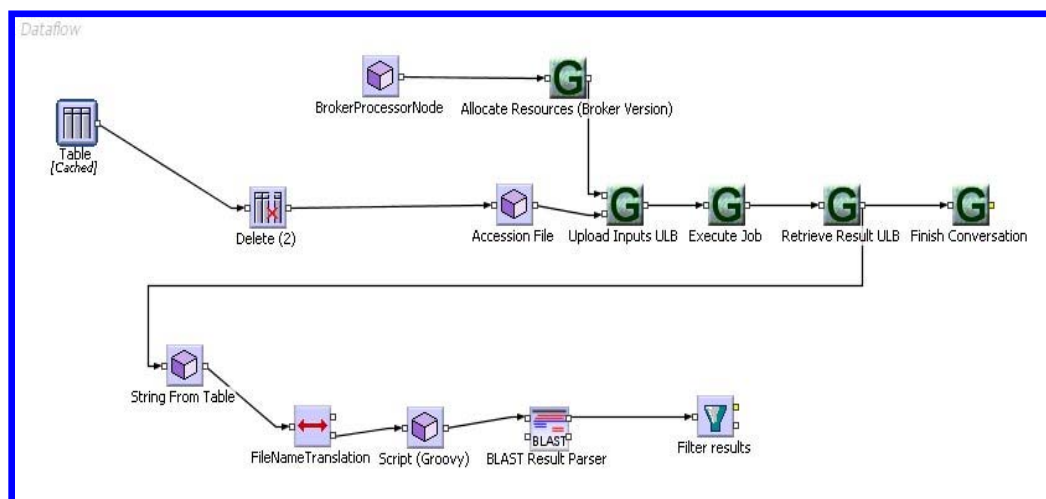 Dataflow
BrokerProcessorNode
Allocate Resources (Broker Version)
Table
[Cached]
Delete (2)
Accession File
Upload Inputs ULB
Execute Job
Retrieve Result ULB
Finish Conversation
String From Table
FileNameTranslation
Script (Groovy)
BLAST
BLAST Result Parser
Filter results
G
G
G
G
G